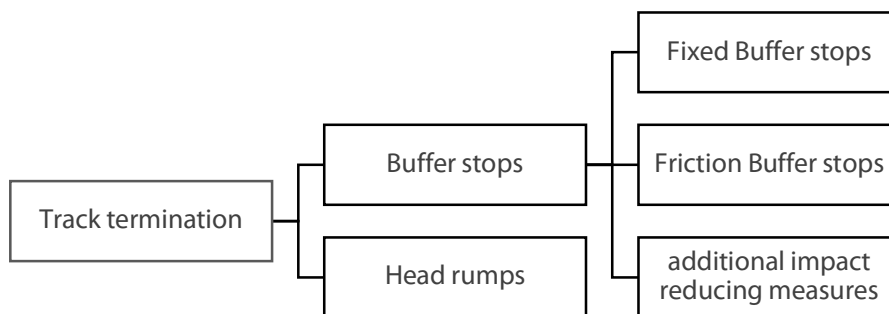 Track termination
Buffer stops
Head rumps
Fixed Buffer stops
Friction Buffer stops
additional impact
reducing measures